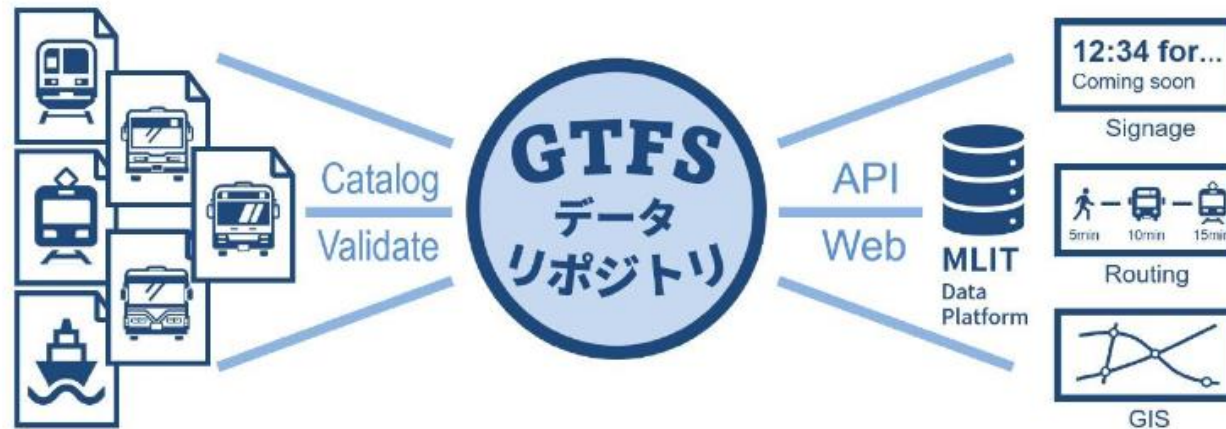 Catalog
Validate
GTFS
データ
リポジトリ
API
Web
MLIT
Data
Platform
12:34 for...
Coming soon
Signage
5min 10min 15min
Routing
GIS